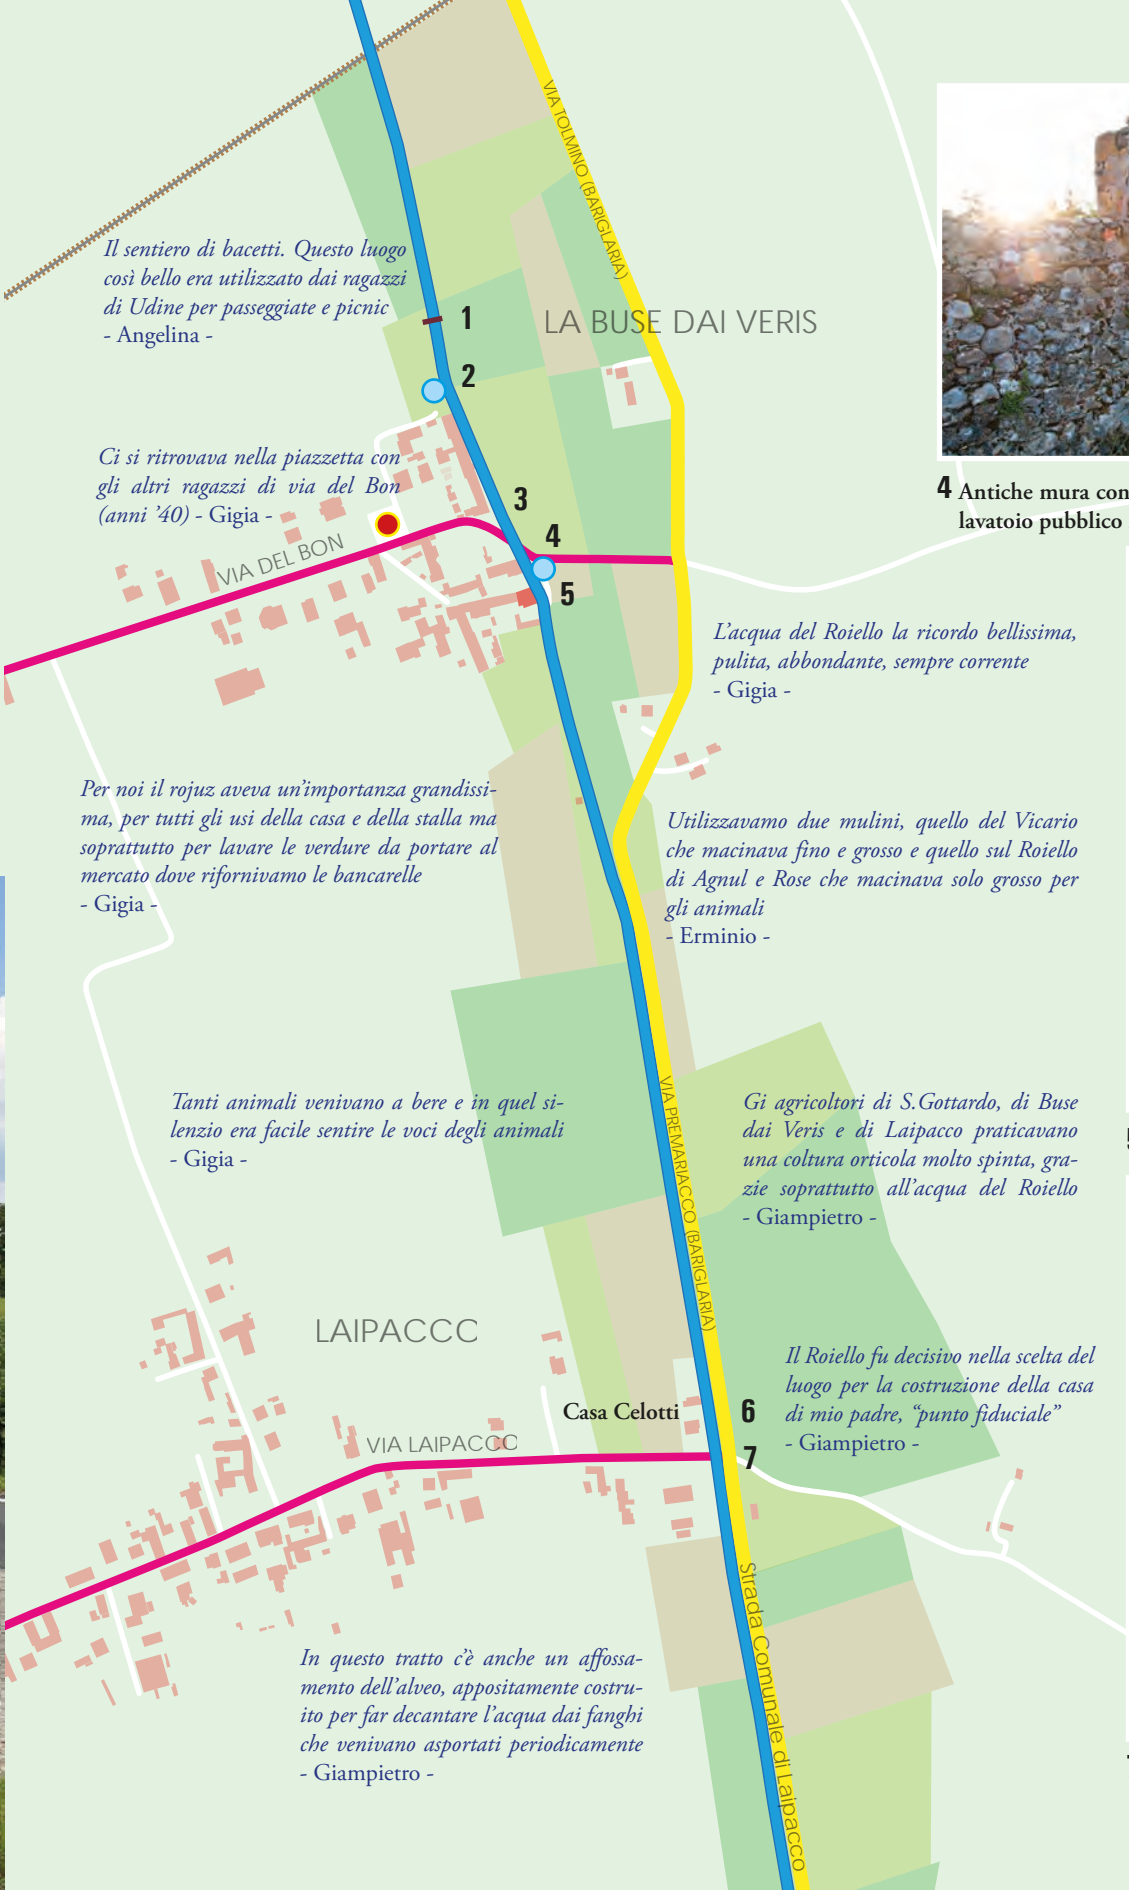 VIA TOLMINO (BARIGLARIA)
Il sentiero di bacetti. Questo luogo
così bello era utilizzato dai ragazzi
di Udine per passeggiate e picnic
- Angelina -
1
LA BUSE DAI VERIS
2
Ci si ritrovava nella piazzetta con
gli altri ragazzi di via del Bon
(anni ’40) - Gigia -
3
4 Antiche mura con
lavatoio pubblico
4
VIA DEL BON
5
L’acqua del Roiello la ricordo bellissima,
pulita, abbondante, sempre corrente
- Gigia -
Per noi il rojuz aveva un’importanza grandissi-
ma, per tutti gli usi della casa e della stalla ma
soprattutto per lavare le verdure da portare al
mercato dove rifornivamo le bancarelle
- Gigia -
Utilizzavamo due mulini, quello del Vicario
che macinava fino e grosso e quello sul Roiello
di Agnul e Rose che macinava solo grosso per
gli animali
- Erminio -
VIA PREMARIACCO (BARIGLARIA)
Tanti animali venivano a bere e in quel si-
lenzio era facile sentire le voci degli animali
- Gigia -
Gi agricoltori di S.Gottardo, di Buse
dai Veris e di Laipacco praticavano
una coltura orticola molto spinta, gra-
zie soprattutto all’acqua del Roiello
- Giampietro -
LAIPACCC
Il Roiello fu decisivo nella scelta del
luogo per la costruzione della casa
di mio padre, “punto fiduciale”
- Giampietro -
Casa Celotti
6
VIA LAIPACCC
7
Strada Comunale di Laipacco
In questo tratto c’è anche un affossa-
mento dell’alveo, appositamente costru-
ito per far decantare l’acqua dai fanghi
che venivano asportati periodicamente
- Giampietro -